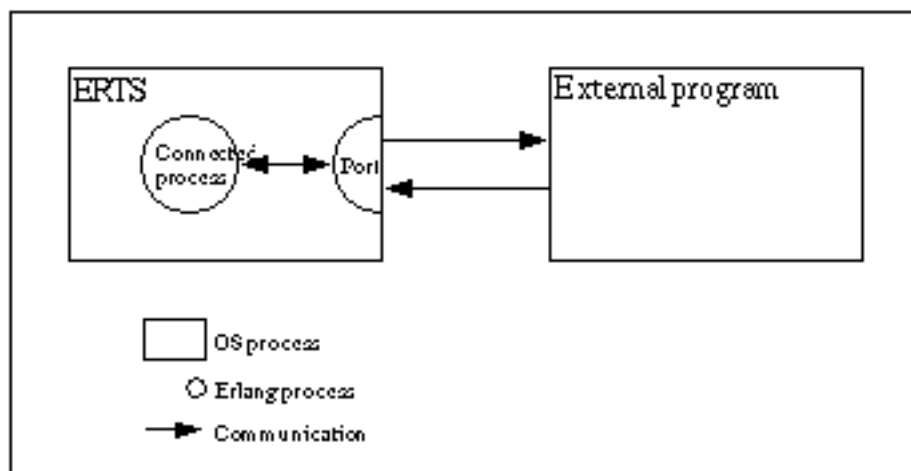 ERTS
External program
Connected
process
Port
OS process
Erlang process
Communication